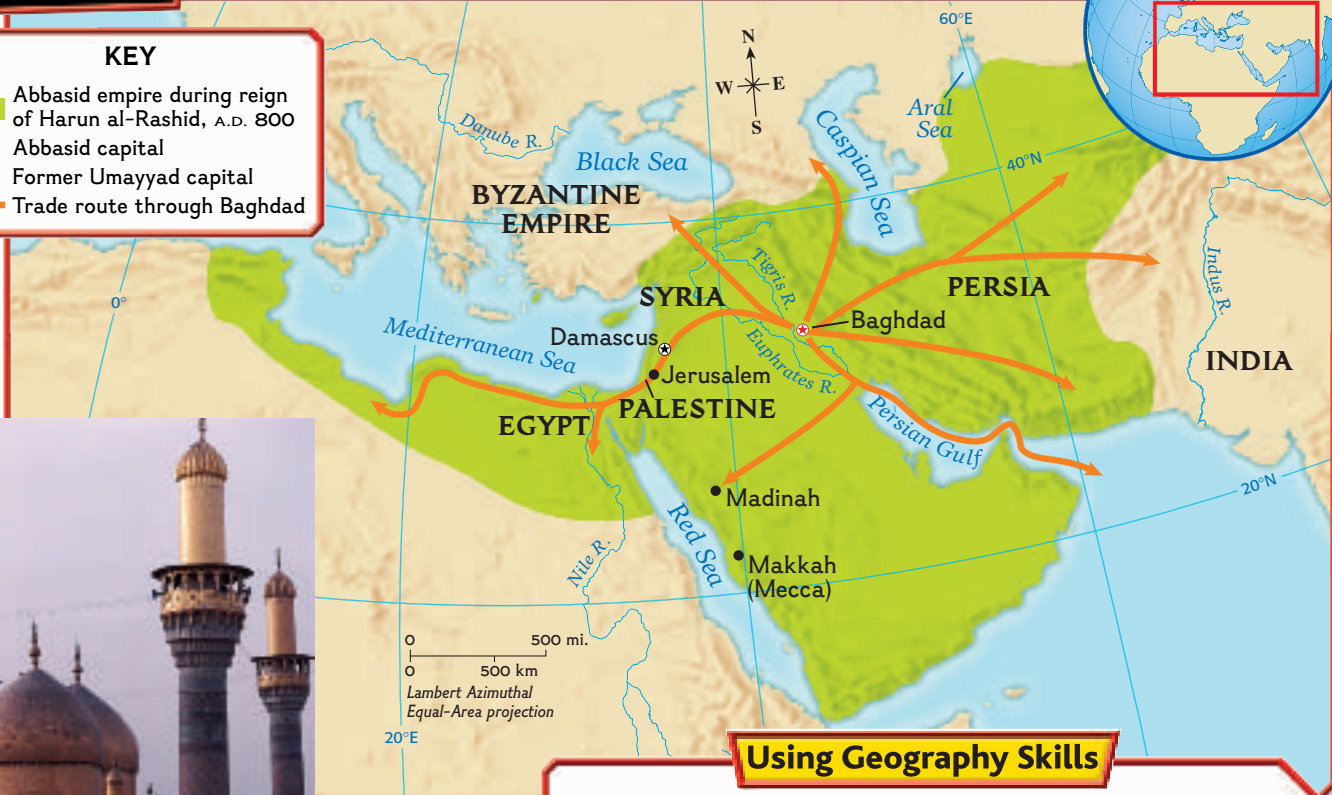 KEY
Abbasid empire during reign
of Harun al-Rashid, A.D. 800
Abbasid capital
Former Umayyad capital
Trade route through Baghdad
N
W
E
S
60°E
Aral
Sea
Caspian Sea
40°N
Danube R.
Black Sea
BYZANTINE
EMPIRE
Tigris R.
Indus R.
0°
SYRIA
PERSIA
Mediterranean Sea
Damascus
Baghdad
Euphrates R.
INDIA
Jerusalem
PALESTINE
EGYPT
Persian Gulf
Madinah
20°N
Red Sea
Nile R.
Makkah
(Mecca)
0 500 mi.
0 500 km
Lambert Azimuthal
Equal-Area projection
20°E
Using Geography Skills